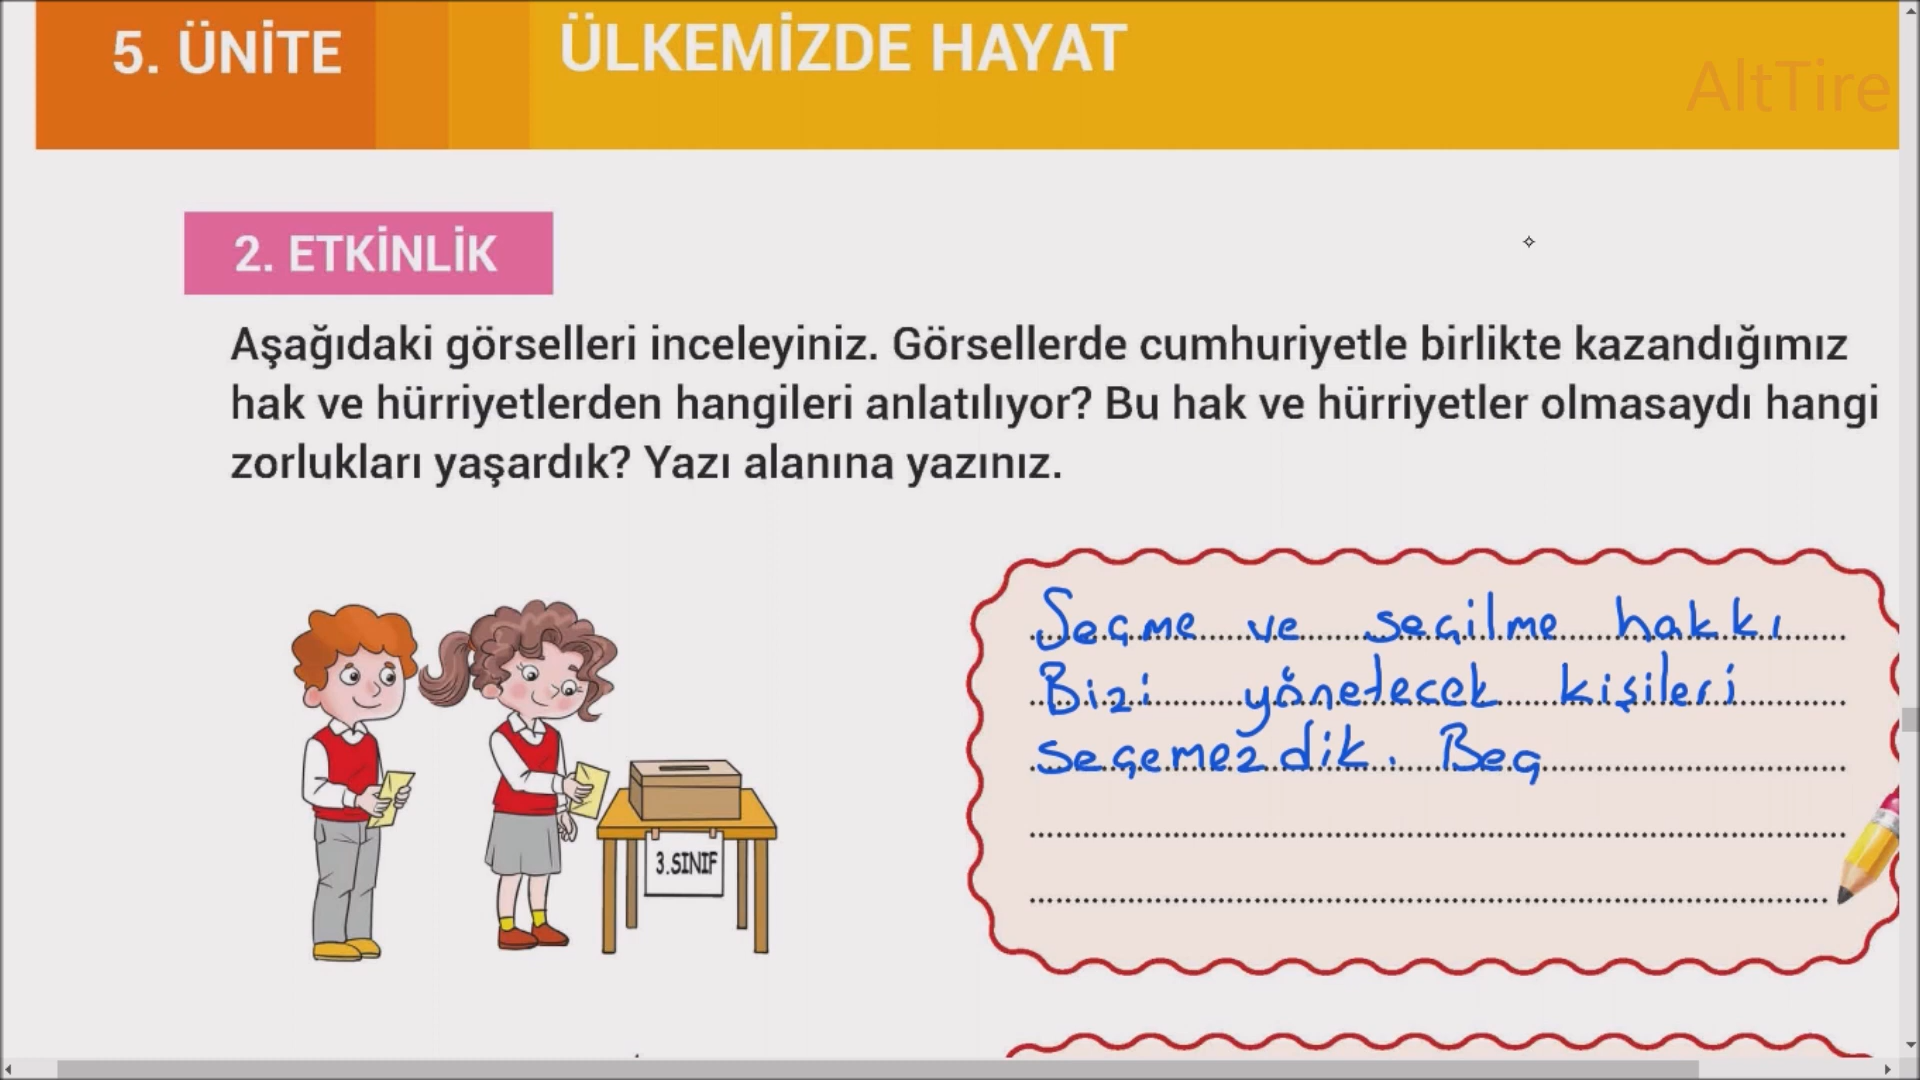 5. ÜNİTE
ÜLKEMİZDE HAYAT
AltTire
2. ETKİNLİK
Aşağıdaki görselleri inceleyiniz. Görsellerde cumhuriyetle birlikte kazandığımız
hak ve hürriyetlerden hangileri anlatılıyor? Bu hak ve hürriyetler olmasaydı hangi
zorlukları yaşardık? Yazı alanına yazınız.
Seçme ve seçilme hakkı
Bizi yönetecek kişileri
seçemezdik. Beg
3.SINIF